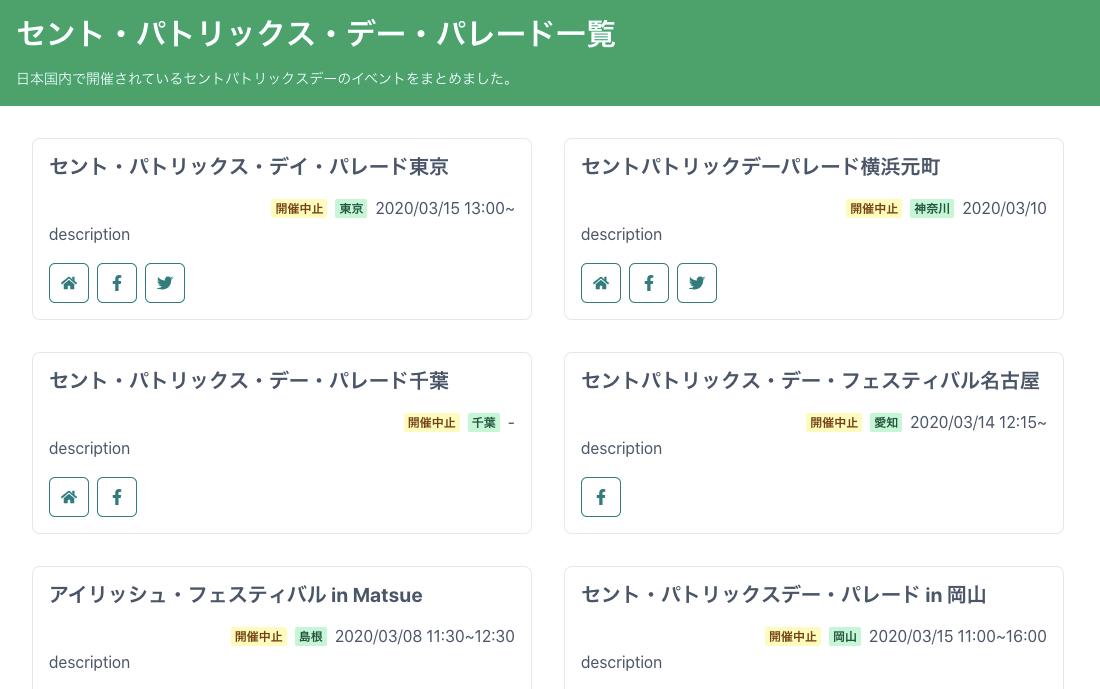 セント・パトリックス・デー・パレード一覧
日本国内で開催されているセントパトリックスデーのイベントをまとめました。
セント・パトリックス・デイ・パレード東京
開催中止 東京 2020/03/15 13:00~
description
セントパトリックデーパレード横浜元町
開催中止 神奈川 2020/03/10
description
セント・パトリックス・デー・パレード千葉
開催中止 千葉 -
description
セントパトリックス・デー・フェスティバル名古屋
開催中止 愛知 2020/03/14 12:15~
description
アイリッシュ・フェスティバル in Matsue
開催中止 島根 2020/03/08 11:30~12:30
description
セント・パトリックスデー・パレード in 岡山
開催中止 岡山 2020/03/15 11:00~16:00
description